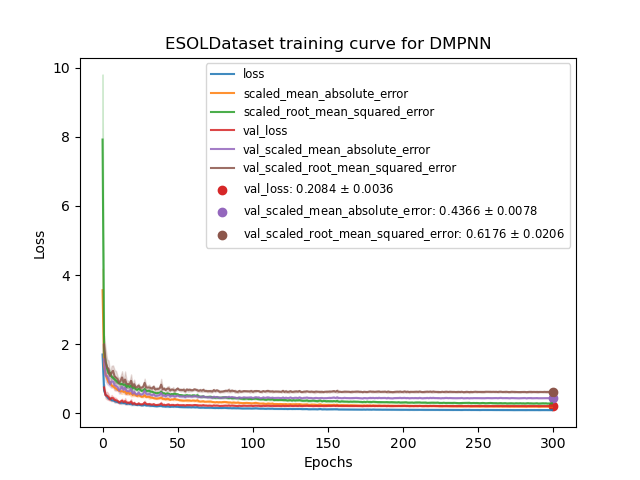 ESOLDataset training curve for DMPNN
10
8
6
4
2
0
Loss
loss
scaled_mean_absolute_error
scaled_root_mean_squared_error
val_loss
val_scaled_mean_absolute_error
val_scaled_root_mean_squared_error
val_loss: 0.2084 ± 0.0036
val_scaled_mean_absolute_error: 0.4366 ± 0.0078
val_scaled_root_mean_squared_error: 0.6176 ± 0.0206
0 50 100 150 200 250 300
Epochs